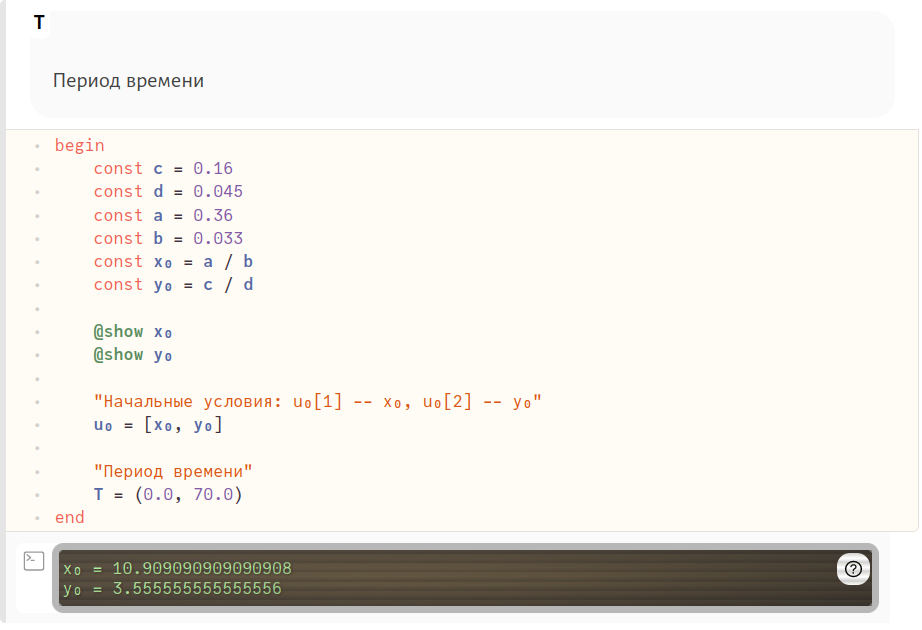 T
Период времени
begin
const c = 0.16
const d = 0.045
const a = 0.36
const b = 0.033
const x₀ = a / b
const y₀ = c / d
@show x₀
@show y₀
"Начальные условия: u₀[1] -- x₀, u₀[2] -- y₀"
u₀ = [x₀, y₀]
"Период времени"
T = (0.0, 70.0)
end
x₀ = 10.909090909090908
y₀ = 3.555555555555556